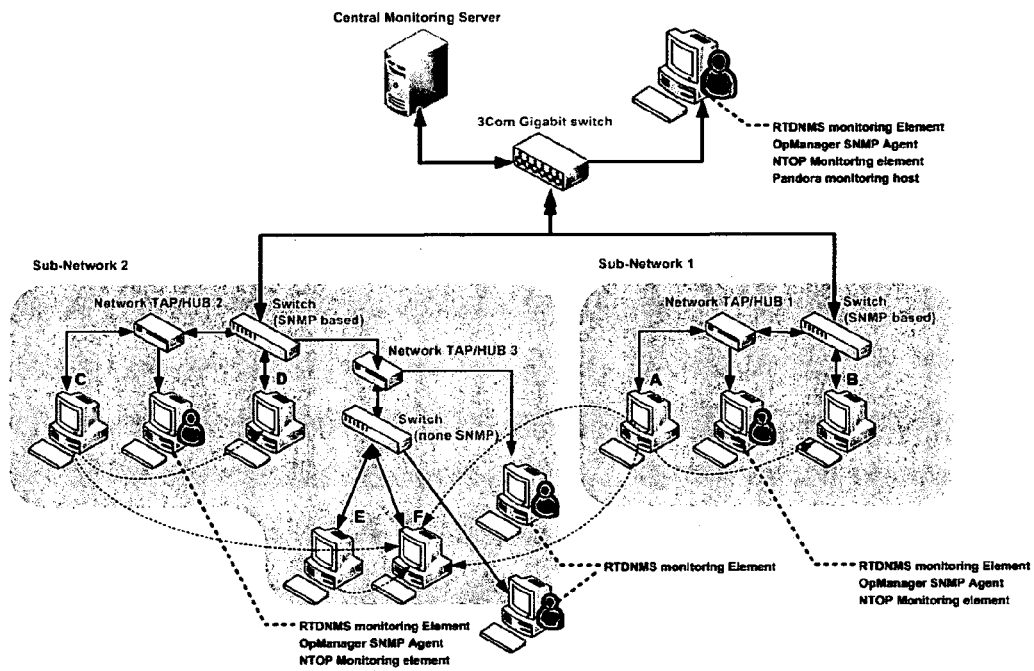 Central Monitoring Server
3Com Gigabit switch
RTDNMS monitoring Element
OpManager SNMP Agent
NTOP Monitoring element
Pandora monitoring host
Sub-Network 2
Sub-Network 1
Network TAP/HUB 2
Switch
(SNMP based)
Network TAP/HUB 1
Switch
(SNMP based)
Network TAP/HUB 3
C
D
A
B
Switch
(none SNMP)
E
F
RTDNMS monitoring Element
RTDNMS monitoring Element
OpManager SNMP Agent
NTOP Monitoring element
RTDNMS monitoring Element
OpManager SNMP Agent
NTOP Monitoring element